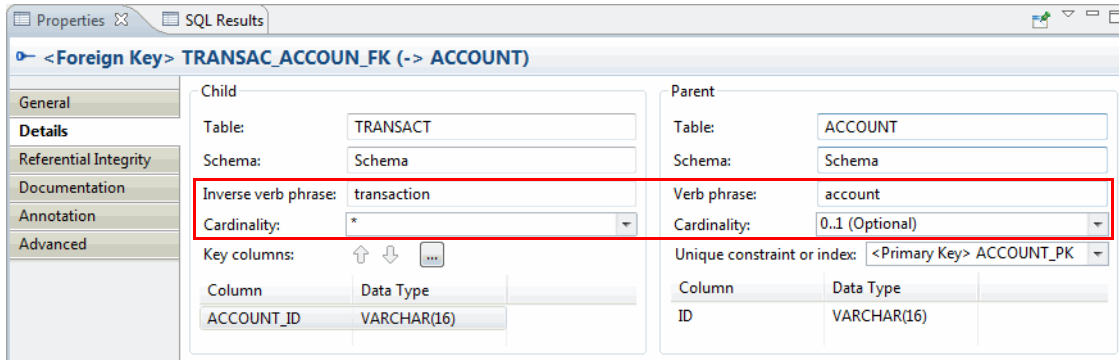 Properties SQL Results
<Foreign Key> TRANSAC_ACCOUN_FK (-> ACCOUNT)
General
Details
Referential Integrity
Documentation
Annotation
Advanced
Child
Table: TRANSACT
Schema: Schema
Inverse verb phrase: transaction
Cardinality: *
Key columns: ...
Column Data Type
ACCOUNT_ID VARCHAR(16)
Parent
Table: ACCOUNT
Schema: Schema
Verb phrase: account
Cardinality: 0..1 (Optional)
Unique constraint or index: <Primary Key> ACCOUNT_PK
Column Data Type
ID VARCHAR(16)